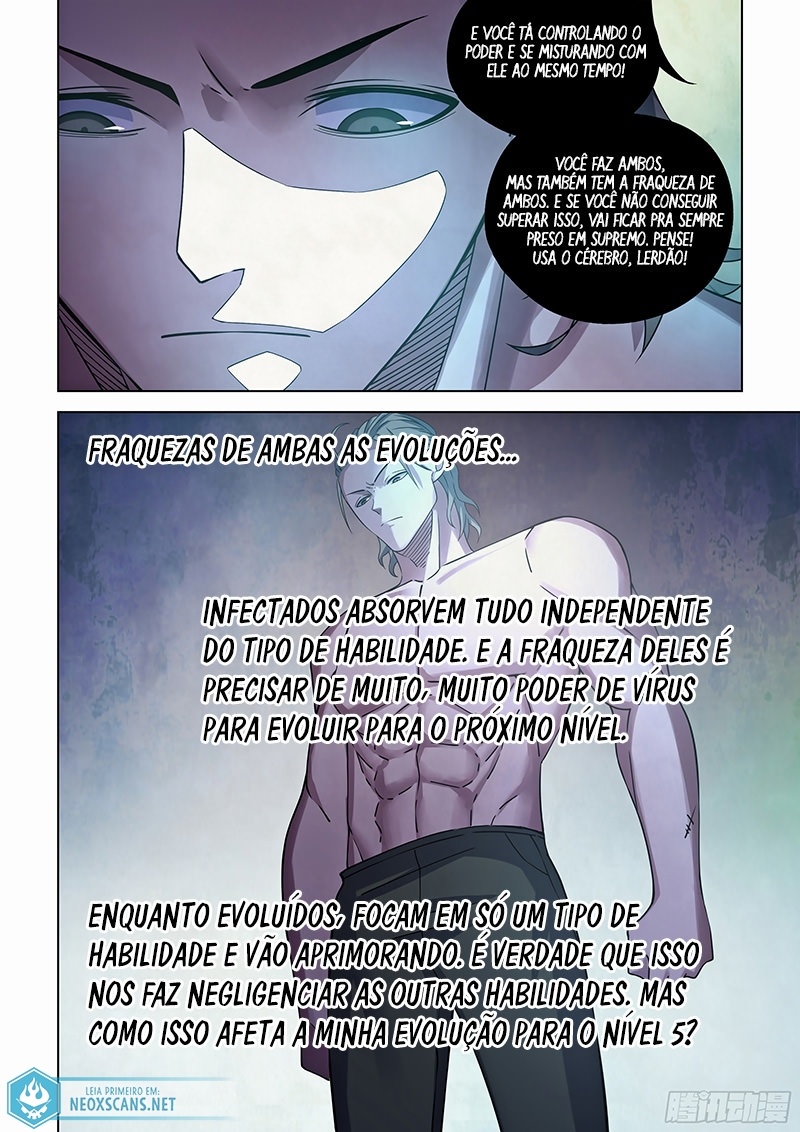 E VOCÊ TÁ CONTROLANDO O
PODER E SE MISTURANDO COM
ELE AO MESMO TEMPO!
VOCÊ FAZ AMBOS,
MAS TAMBÉM TEM A FRAQUEZA DE
AMBOS. E SE VOCÊ NÃO CONSEGUIR
SUPERAR ISSO, VAI FICAR PRA SEMPRE
PRESO EM SUPREMO. PENSE!
USA O CÉREBRO, LERDÃO!
FRAQUEZAS DE AMBAS AS EVOLUÇÕES...
INFECTADOS ABSORVEM TUDO INDEPENDENTE
DO TIPO DE HABILIDADE. E A FRAQUEZA DELES É
PRECISAR DE MUITO, MUITO PODER DE VÍRUS
PARA EVOLUIR PARA O PRÓXIMO NÍVEL.
ENQUANTO EVOLUÍDOS, FOCAM EM SÓ UM TIPO DE
HABILIDADE E VÃO APRIMORANDO. É VERDADE QUE ISSO
NOS FAZ NEGLIGENCIAR AS OUTRAS HABILIDADES. MAS
COMO ISSO AFETA A MINHA EVOLUÇÃO PARA O NÍVEL 5?
LEIA PRIMEIRO EM:
NEOXSCANS.NET
腾讯动漫